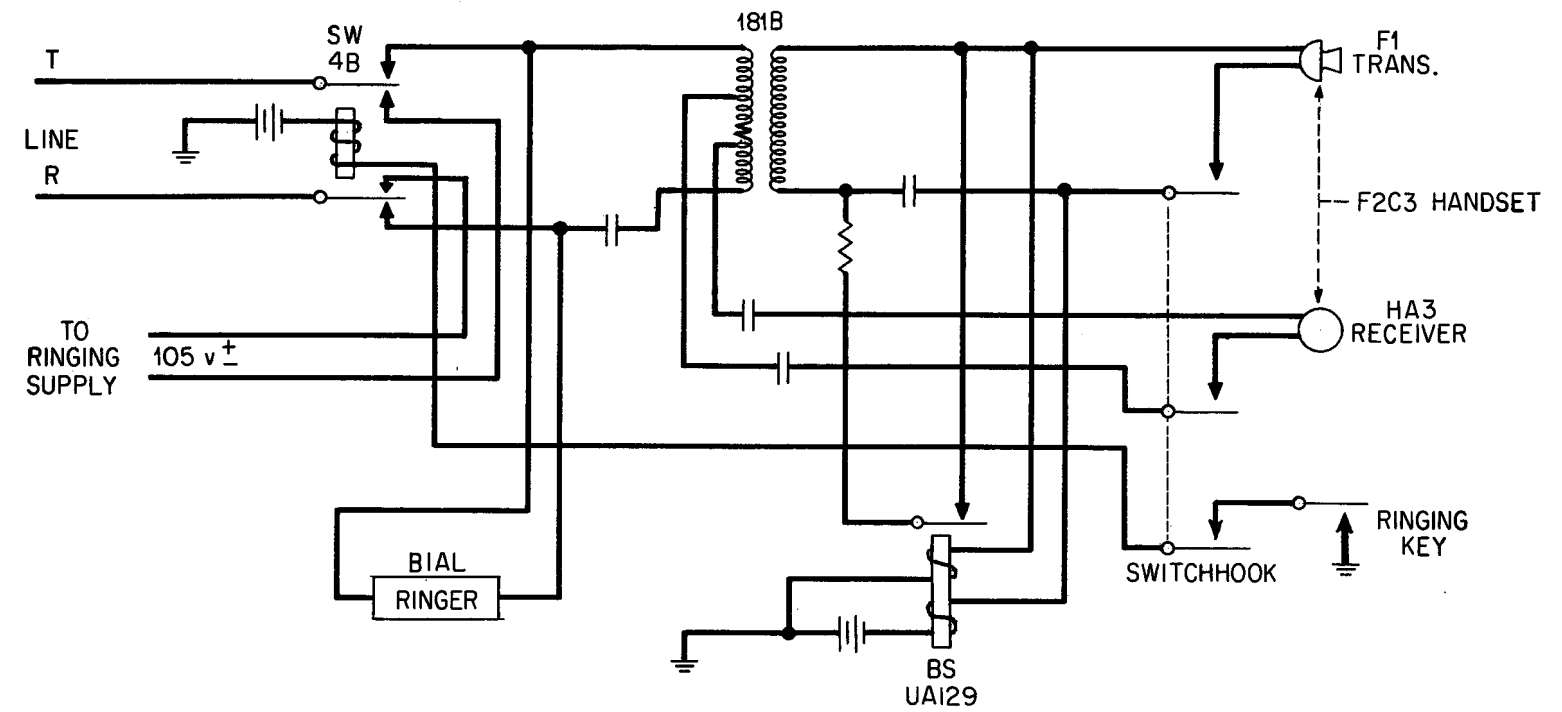 181B
SW
4B
T
LINE
R
F1
TRANS.
F2C3 HANDSET
HA3
RECEIVER
TO
RINGING
SUPPLY
105 v ±
BIAL
RINGER
RINGING
KEY
SWITCHHOOK
BS
UA129